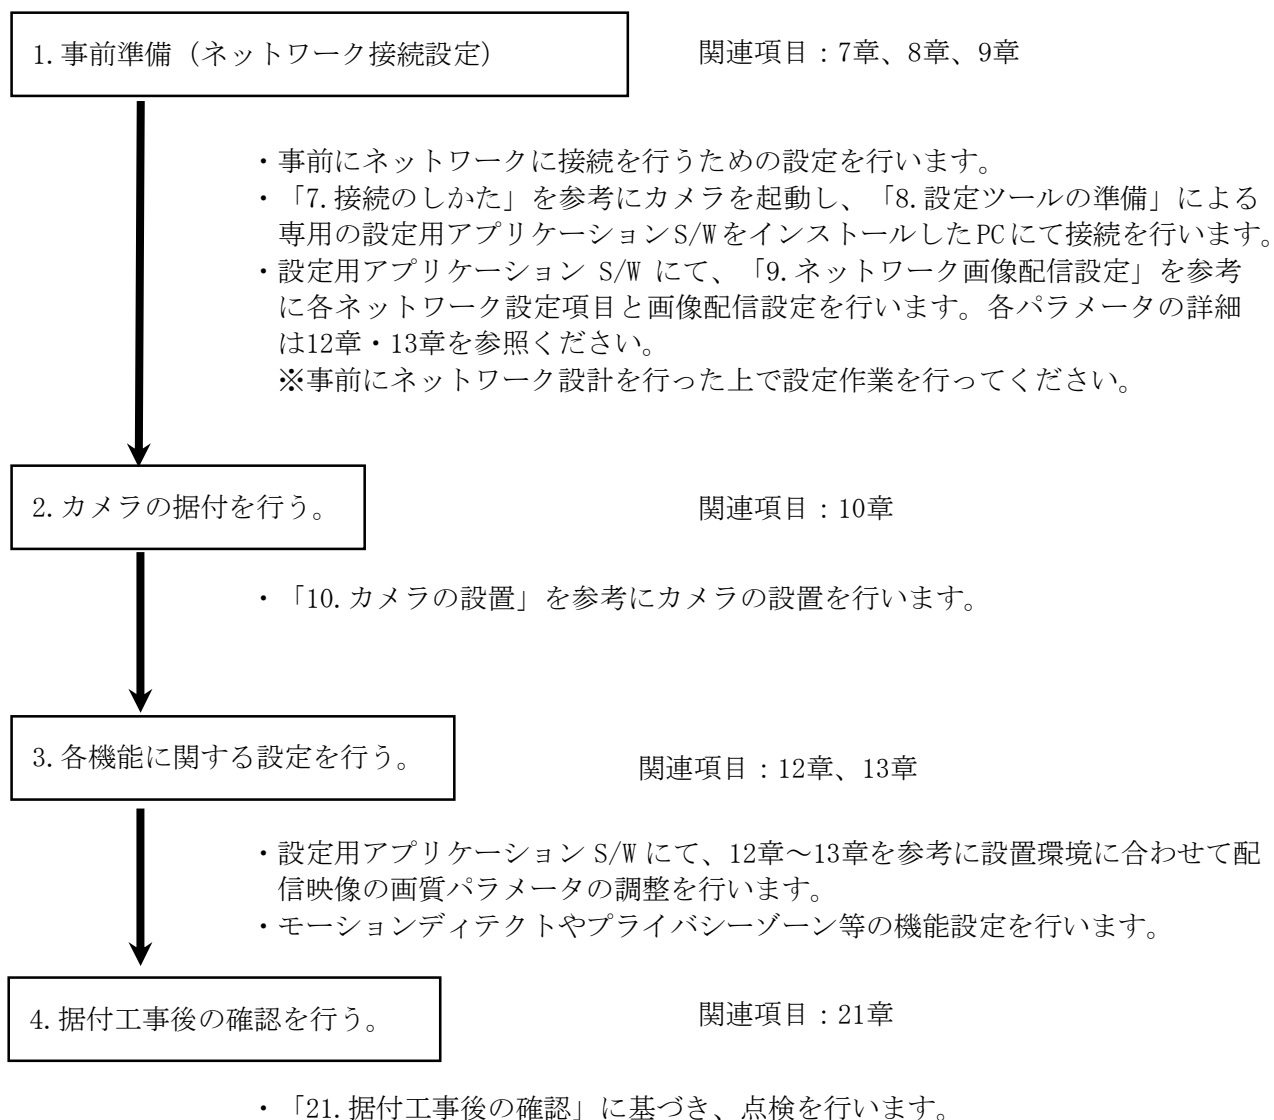 1.事前準備（ネットワーク接続設定）
関連項目：7章、8章、9章
・事前にネットワークに接続を行うための設定を行います。
・「7.接続のしかた」を参考にカメラを起動し、「8.設定ツールの準備」による
専用の設定用アプリケーションS/WをインストールしたPCにて接続を行います。
・設定用アプリケーション S/W にて、「9.ネットワーク画像配信設定」を参考
に各ネットワーク設定項目と画像配信設定を行います。各パラメータの詳細
は12章・13章を参照ください。
※事前にネットワーク設計を行った上で設定作業を行ってください。
2.カメラの据付を行う。
関連項目：10章
・「10.カメラの設置」を参考にカメラの設置を行います。
3.各機能に関する設定を行う。
関連項目：12章、13章
・設定用アプリケーション S/W にて、12章～13章を参考に設置環境に合わせて配
信映像の画質パラメータの調整を行います。
・モーションディテクトやプライバシーゾーン等の機能設定を行います。
4.据付工事後の確認を行う。
関連項目：21章
・「21.据付工事後の確認」に基づき、点検を行います。